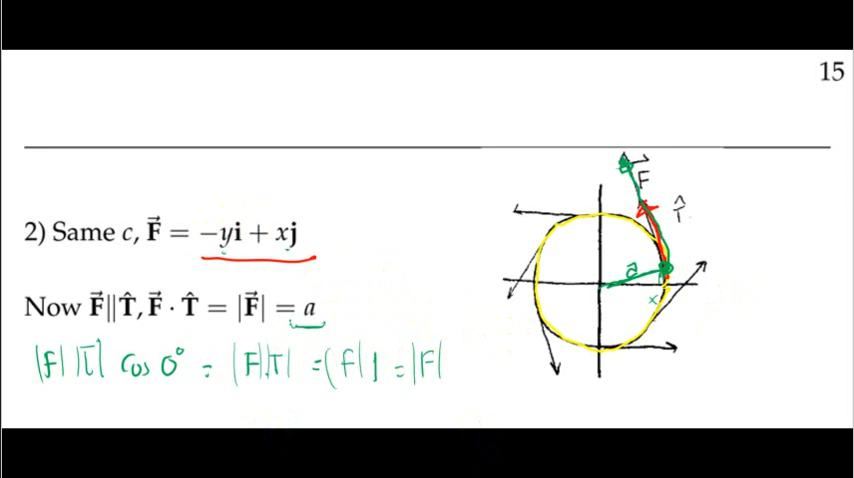 15
2) Same c, F⃗ = −yi + xj
F⃗
T̂
a⃗
x
Now F⃗||T̂, F⃗ · T̂ = |F⃗| = a
|F| |T| Cos 0° = |F||T| = |F| 1 = |F|